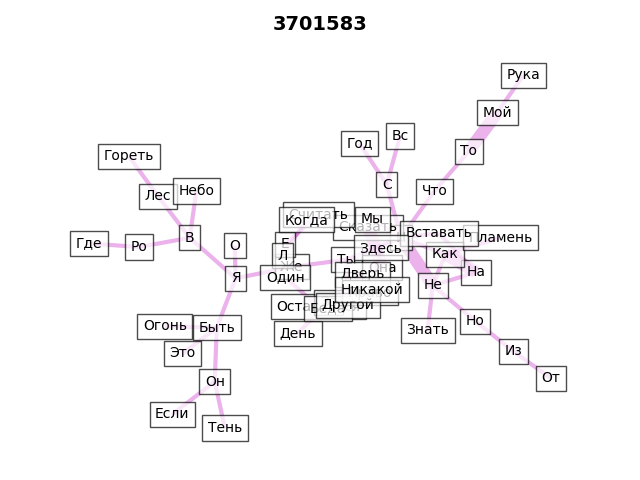 3701583
Рука
Мой
Вс
Год
То
Гореть
С
Что
Небо
Лес
Считать
Когда
Мы
Сказать
Вставать
Пламень
В
Где
Ро
О
Е
Здесь
Л
Как
Ты
Же
Она
На
Я
Один
Дверь
Не
Никакой
Другой
День
Но
Огонь
Быть
Знать
Это
Из
Он
От
Если
Тень